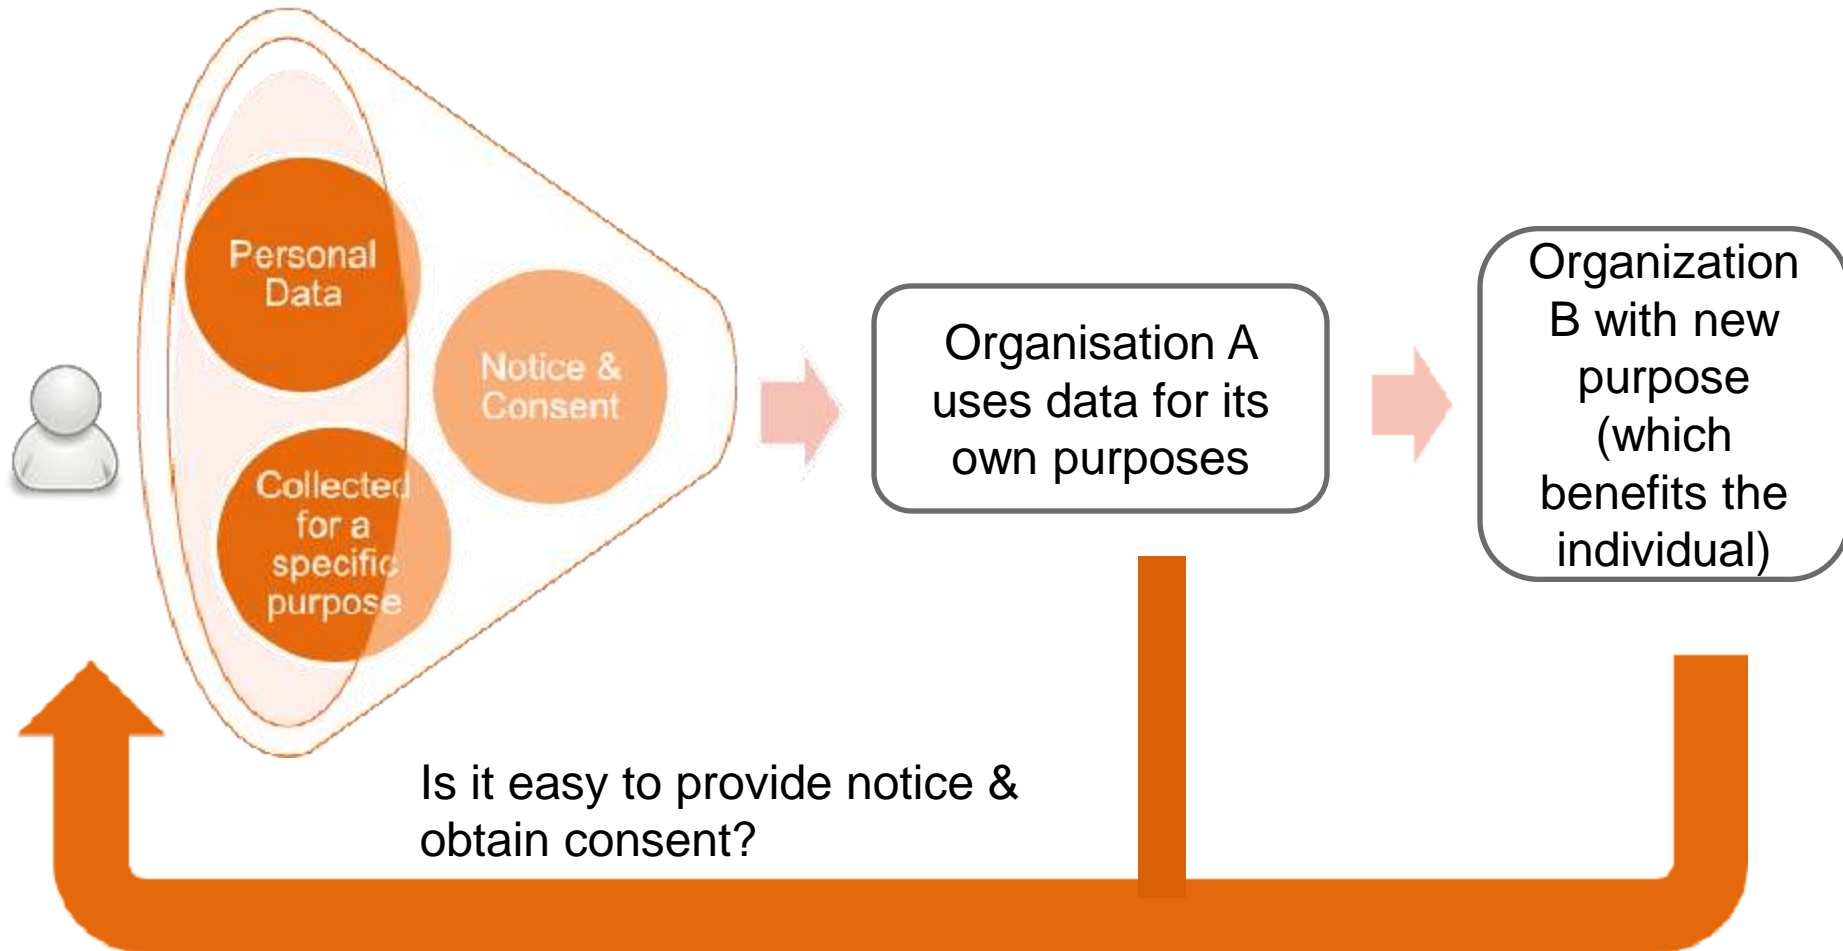 Personal
Data
Notice &
Consent
Collected
for a
specific
purpose
Organisation A
uses data for its
own purposes
Organization
B with new
purpose
(which
benefits the
individual)
Is it easy to provide notice &
obtain consent?